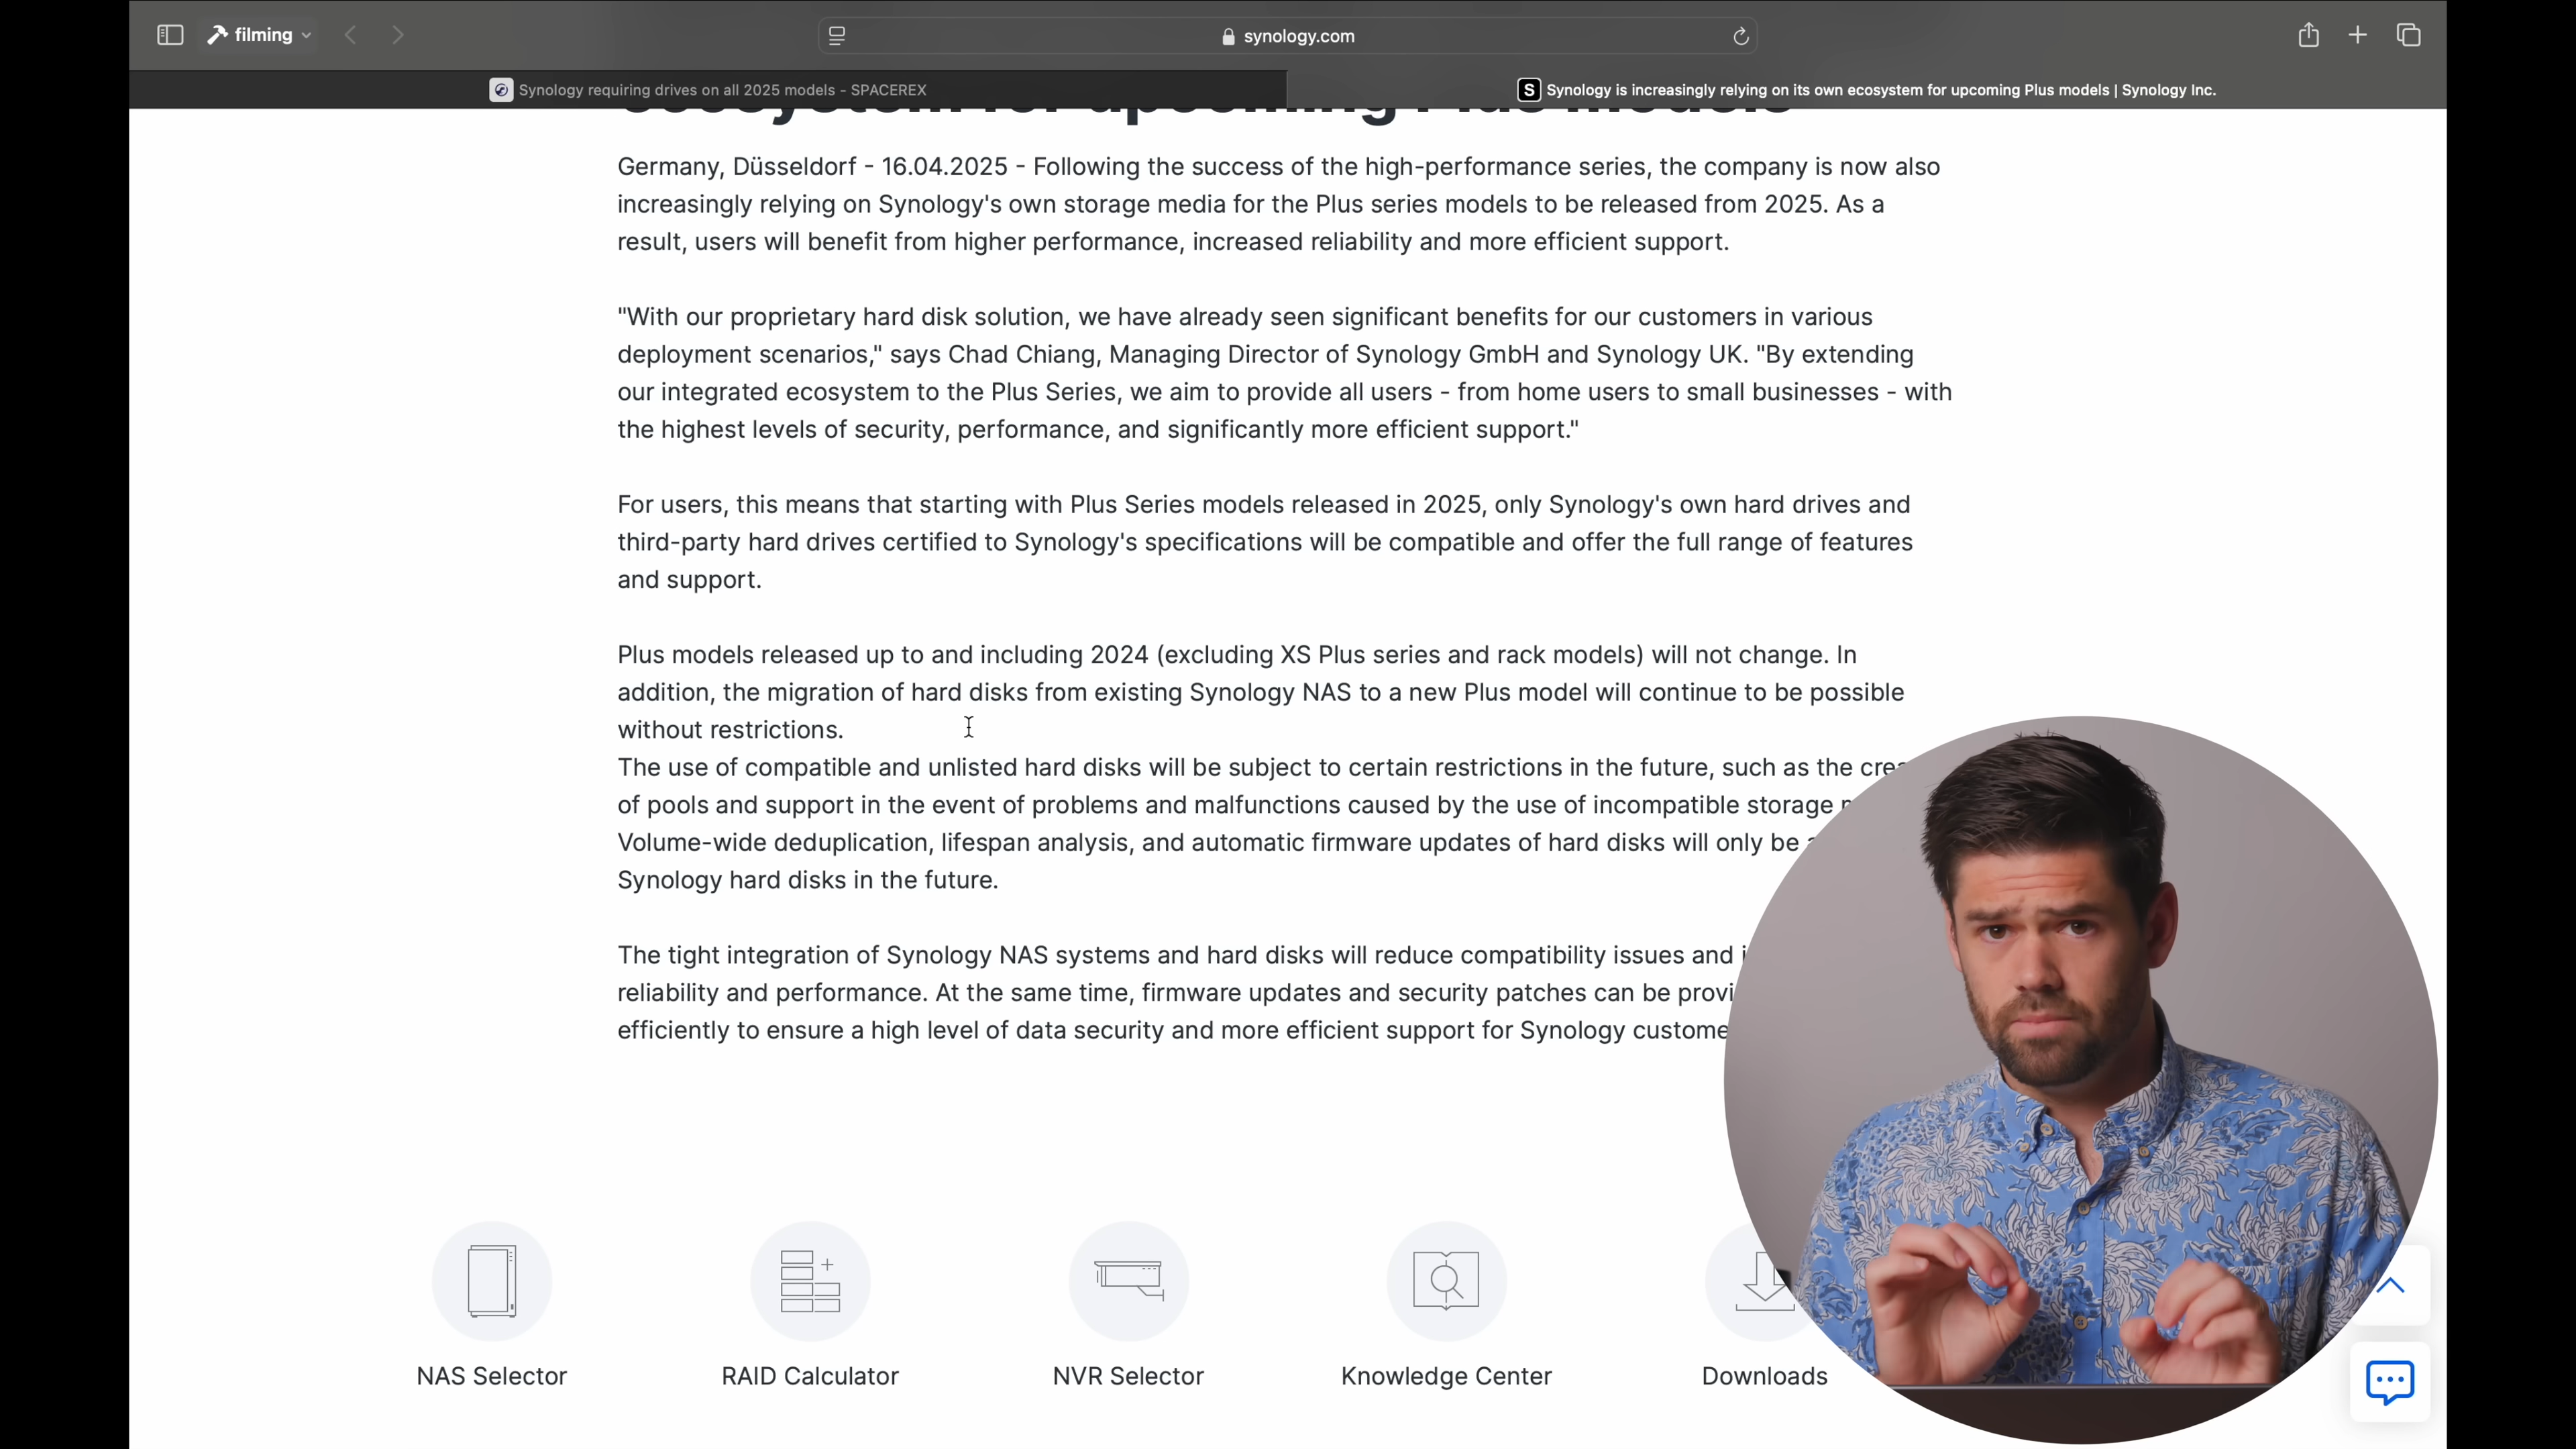 filming
synology.com
Synology requiring drives on all 2025 models - SPACEREX
S Synology is increasingly relying on its own ecosystem for upcoming Plus models | Synology Inc.
ecosystem for upcoming Plus models
Germany, Düsseldorf - 16.04.2025 - Following the success of the high-performance series, the company is now also
increasingly relying on Synology's own storage media for the Plus series models to be released from 2025. As a
result, users will benefit from higher performance, increased reliability and more efficient support.
"With our proprietary hard disk solution, we have already seen significant benefits for our customers in various
deployment scenarios," says Chad Chiang, Managing Director of Synology GmbH and Synology UK. "By extending
our integrated ecosystem to the Plus Series, we aim to provide all users - from home users to small businesses - with
the highest levels of security, performance, and significantly more efficient support."
For users, this means that starting with Plus Series models released in 2025, only Synology's own hard drives and
third-party hard drives certified to Synology's specifications will be compatible and offer the full range of features
and support.
Plus models released up to and including 2024 (excluding XS Plus series and rack models) will not change. In
addition, the migration of hard disks from existing Synology NAS to a new Plus model will continue to be possible
without restrictions.
The use of compatible and unlisted hard disks will be subject to certain restrictions in the future, such as the
of pools and support in the event of problems and malfunctions caused by the use of incompatible storage
Volume-wide deduplication, lifespan analysis, and automatic firmware updates of hard disks will only be
Synology hard disks in the future.
The tight integration of Synology NAS systems and hard disks will reduce compatibility issues and
reliability and performance. At the same time, firmware updates and security patches can be
efficiently to ensure a high level of data security and more efficient support for Synology
NAS Selector
RAID Calculator
NVR Selector
Knowledge Center
Downloads